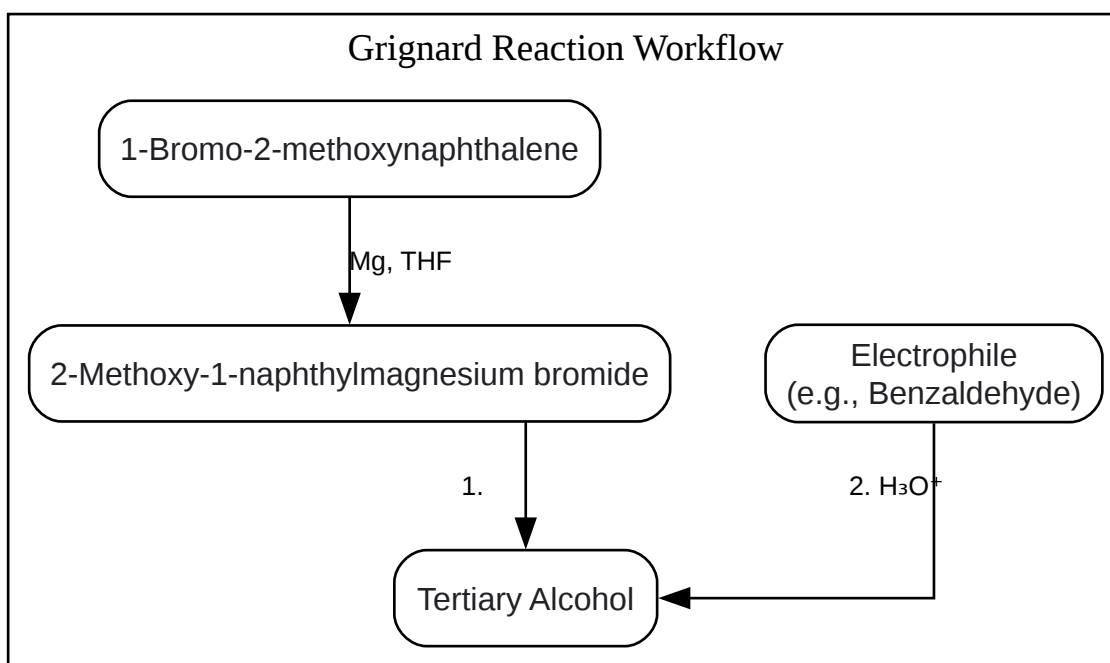 Grignard Reaction Workflow
1-Bromo-2-methoxynaphthalene
Mg, THF
2-Methoxy-1-naphthylmagnesium bromide
Electrophile
(e.g., Benzaldehyde)
1.
2. H₃O⁺
Tertiary Alcohol